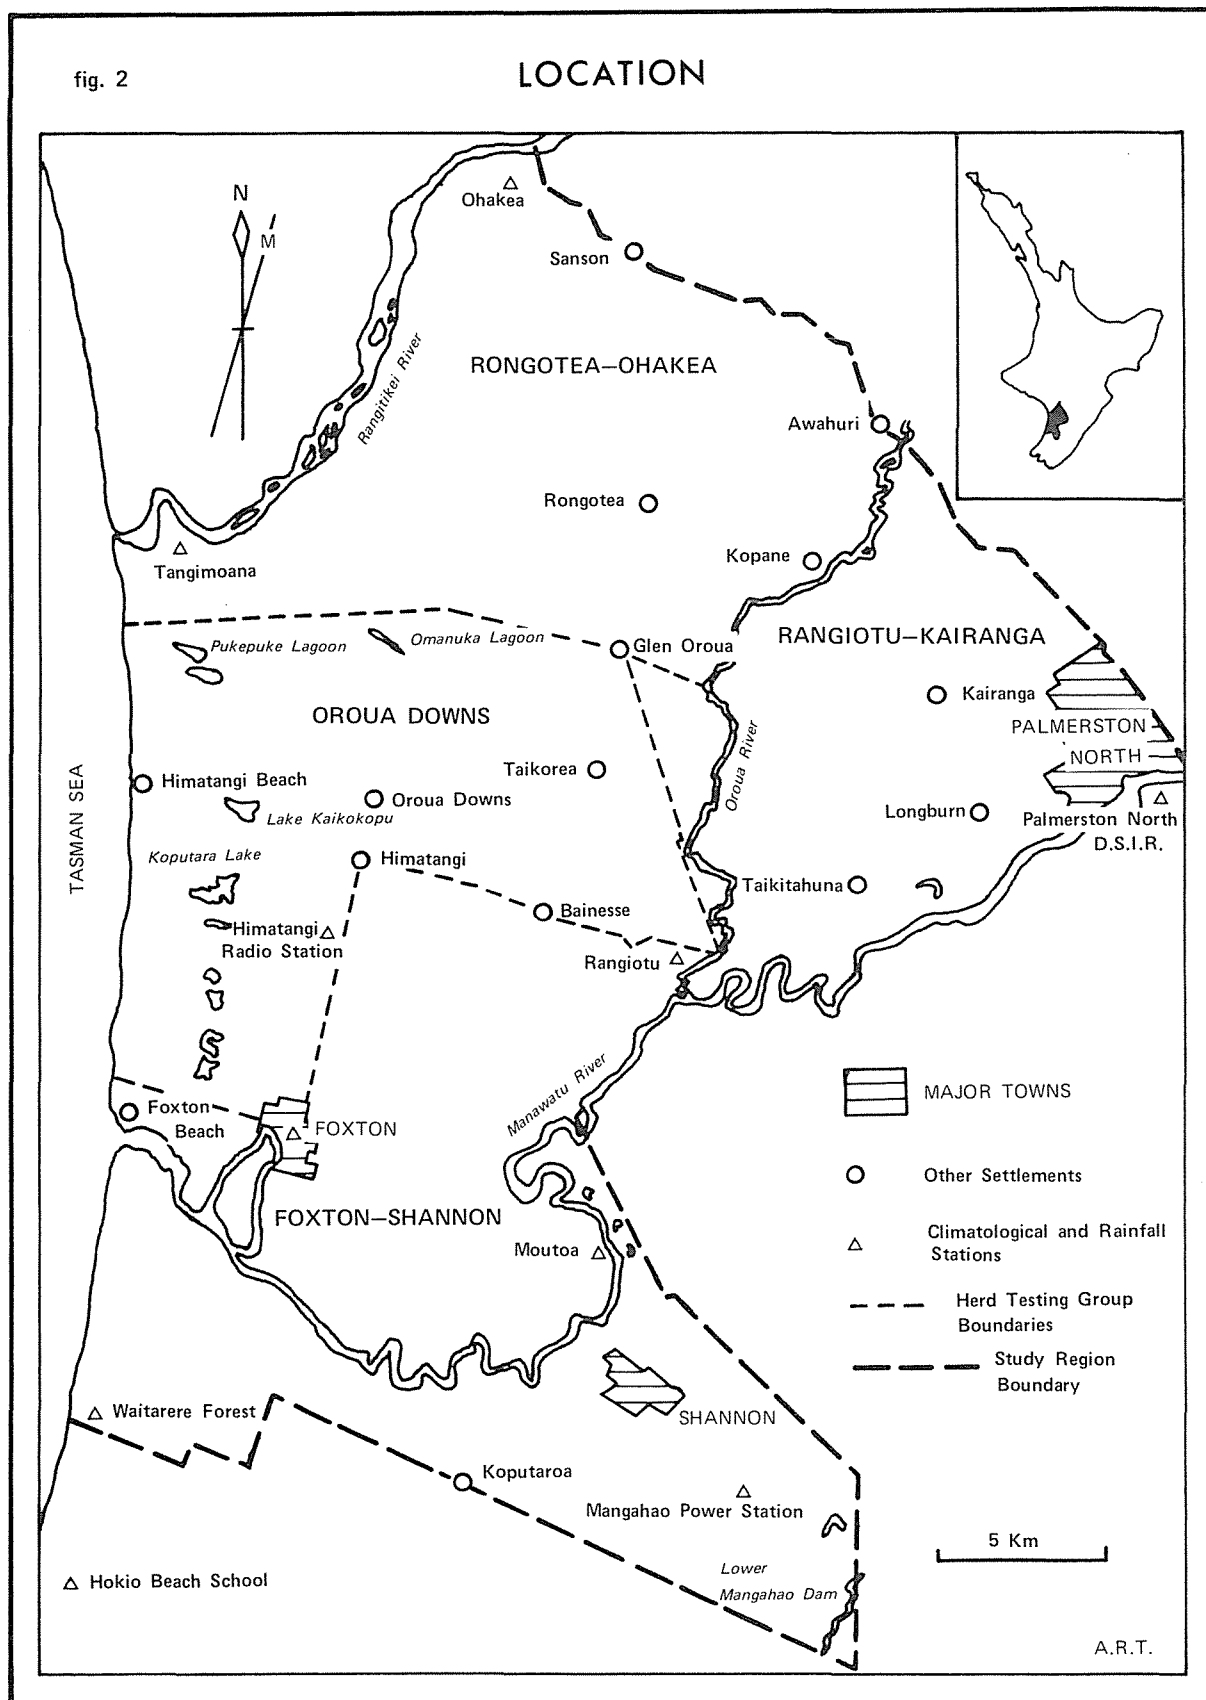 fig. 2
LOCATION
N
M
Ohakea
Sanson
RONGOTEA—OHAKEA
Rangitikei River
Awahuri
Rongotea
Kopane
Tangimoana
RANGIOTU—KAIRANGA
Pukepuke Lagoon
Omanuka Lagoon
Glen Oroua
Kairanga
OROUA DOWNS
PALMERSTON
NORTH
Oroua River
Himatangi Beach
Taikorea
Oroua Downs
Lake Kaikokopu
Longburn
Palmerston North
D.S.I.R.
TASMAN SEA
Koputara Lake
Himatangi
Taikitahuna
Bainesse
Himatangi
Radio Station
Rangiotu
Manawatu River
Foxton
Beach
FOXTON
MAJOR TOWNS
Other Settlements
FOXTON—SHANNON
Moutoa
Climatological and Rainfall
Stations
Herd Testing Group
Boundaries
Study Region
Boundary
Waitarere Forest
SHANNON
Koputaroa
Mangahao Power Station
5 Km
Lower
Mangahao Dam
Hokio Beach School
A.R.T.